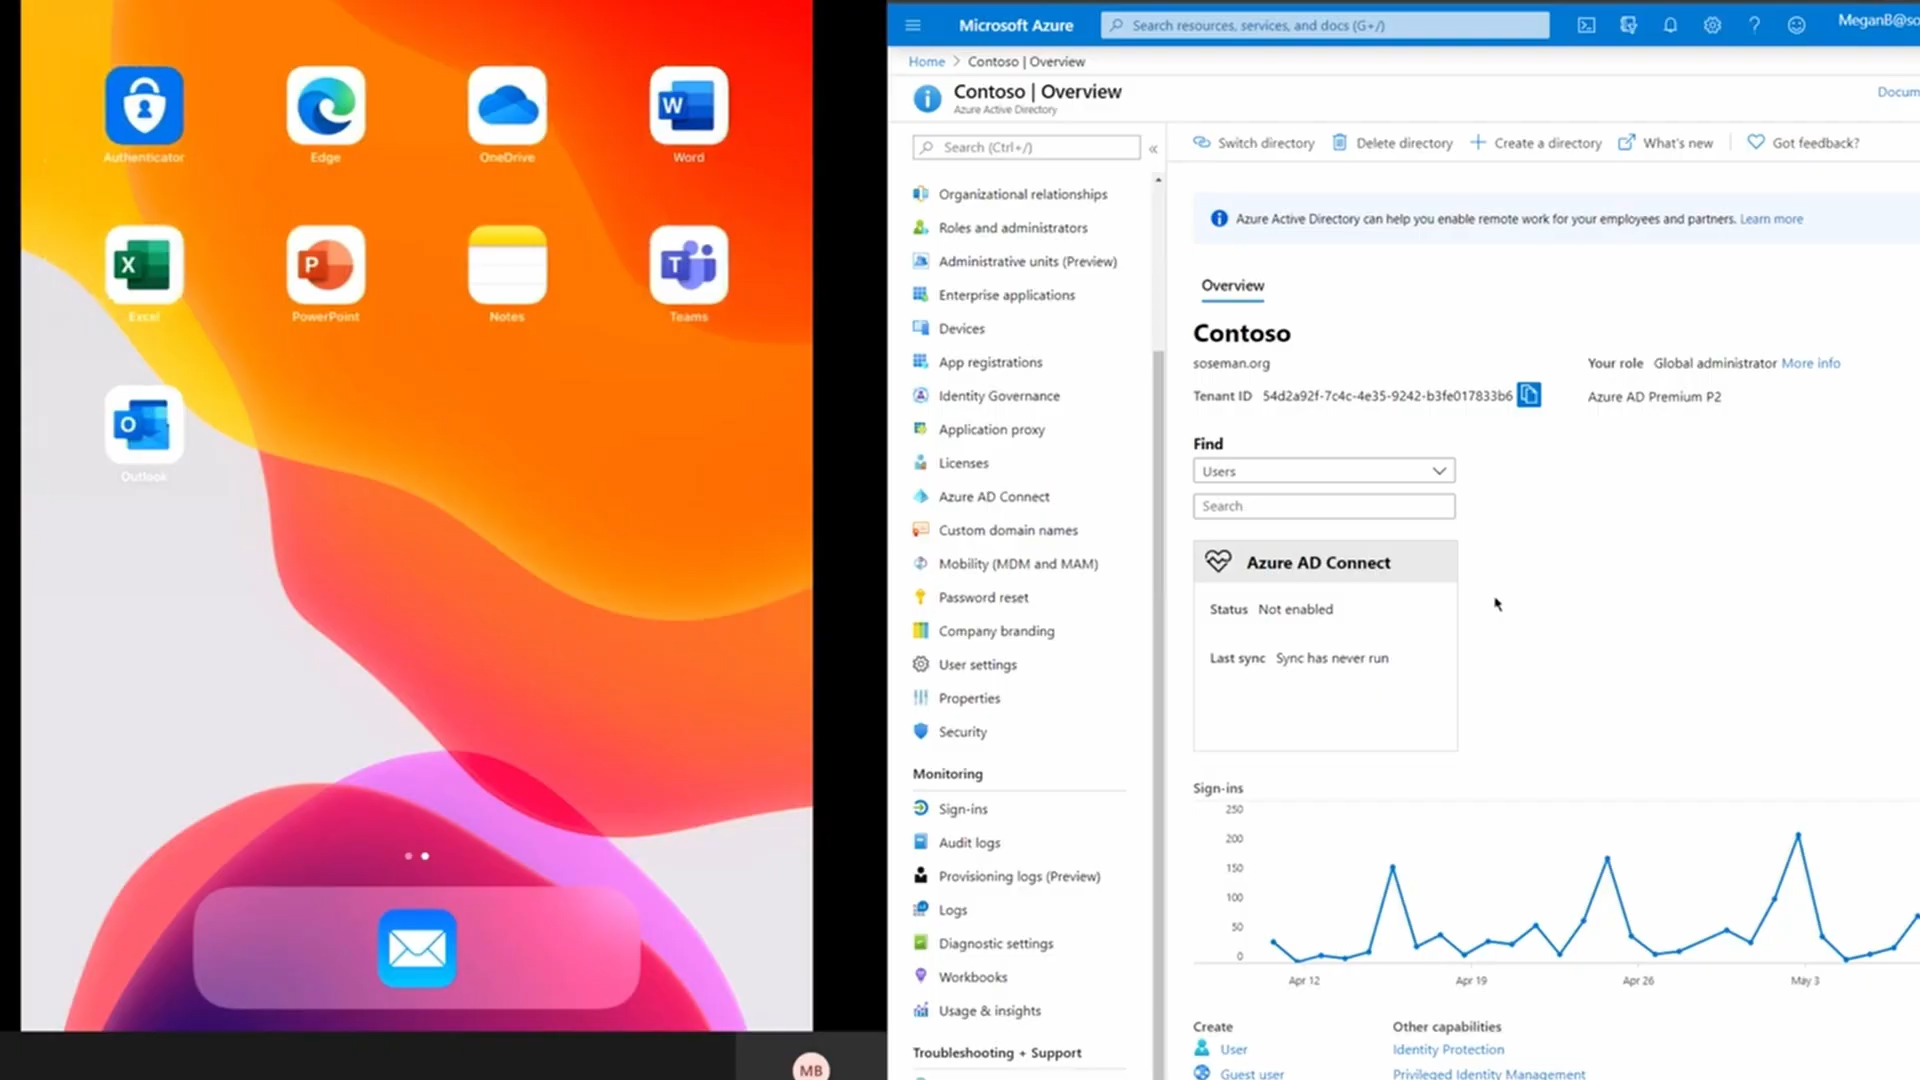 Authenticator
Edge
OneDrive
W
Word
X
Excel
P
PowerPoint
Notes
T
Teams
O
Outlook
MB
Microsoft Azure
Search resources, services, and docs (G+/)
MeganB@so
Home > Contoso | Overview
Contoso | Overview
Azure Active Directory
Docum
Search (Ctrl+/)
«
Switch directory
Delete directory
Create a directory
What's new
Got feedback?
Organizational relationships
Roles and administrators
Administrative units (Preview)
Enterprise applications
Devices
App registrations
Identity Governance
Application proxy
Licenses
Azure AD Connect
Custom domain names
Mobility (MDM and MAM)
Password reset
Company branding
User settings
Properties
Security
Monitoring
Sign-ins
Audit logs
Provisioning logs (Preview)
Logs
Diagnostic settings
Workbooks
Usage & insights
Troubleshooting + Support
Azure Active Directory can help you enable remote work for your employees and partners. Learn more
Overview
Contoso
soseman.org
Your role Global administrator More info
Tenant ID 54d2a92f-7c4c-4e35-9242-b3fe017833b6
Azure AD Premium P2
Find
Users
Search
Azure AD Connect
Status Not enabled
Last sync Sync has never run
Sign-ins
250
200
150
100
50
0
Apr 12
Apr 19
Apr 26
May 3
Create
User
Guest user
Other capabilities
Identity Protection
Privileged Identity Management